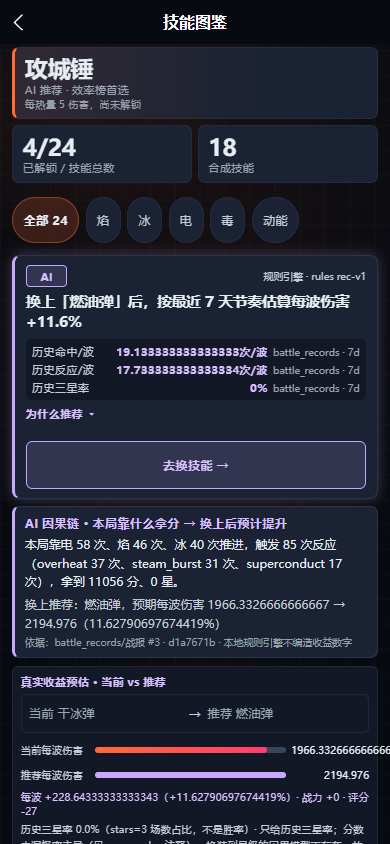 技能图鉴
攻城锤
AI 推荐 · 效率榜首选
每热量 5 伤害，尚未解锁
4/24
已解锁 / 技能总数
18
合成技能
全部 24
焰
冰
电
毒
动能
AI
规则引擎 · rules rec-v1
换上「燃油弹」后，按最近 7 天节奏估算每波伤害
+11.6%
历史命中/波 19.133333333333333次/波 battle_records · 7d
历史反应/波 17.733333333333334次/波 battle_records · 7d
历史三星率 0% battle_records · 7d
为什么推荐
去换技能 →
AI 因果链 · 本局靠什么拿分 → 换上后预计提升
本局靠电 58 次、焰 46 次、冰 40 次推进，触发 85 次反应
（overheat 37 次、steam_burst 31 次、superconduct 17
次），拿到 11056 分、0 星。
换上推荐：燃油弹，预期每波伤害 1966.3326666666667 →
2194.976（11.62790697674419%）
依据：battle_records/战报 #3 · d1a7671b · 本地规则引擎不编造收益数字
真实收益预估 · 当前 vs 推荐
当前 干冰弹 → 推荐 燃油弹
当前每波伤害 1966.332666666666
推荐每波伤害 2194.976
每波 +228.64333333333343（+11.62790697674419%）· 战力 +0 · 评分
-27
历史三星率 0.0%（stars=3 场数占比，不是胜率）· 只给历史三星率；分数